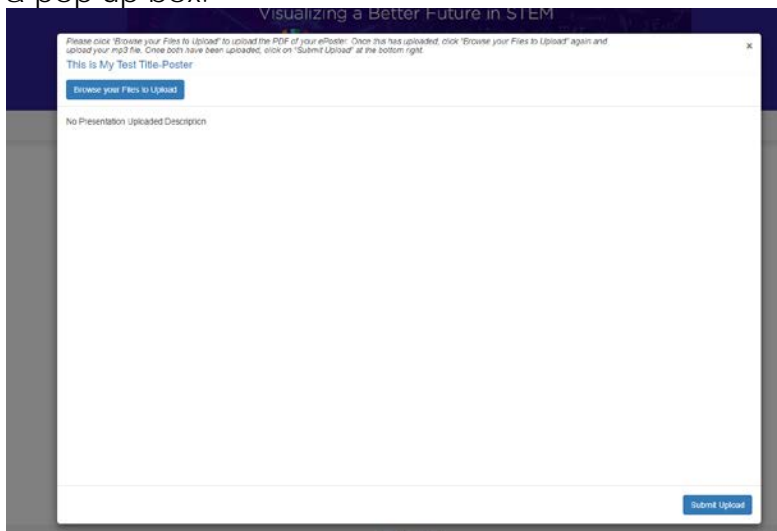 a pop up box.
Visualizing a Better Future in STEM
Please click "Browse your Files to Upload" to upload the PDF of your ePoster. Once this has uploaded, click "Browse your Files to Upload" again and
upload your mp3 file. Once both have been uploaded, click on "Submit Upload" at the bottom right.
x
This is My Test Title-Poster
Browse your Files to Upload
No Presentation Uploaded Description
Submit Upload